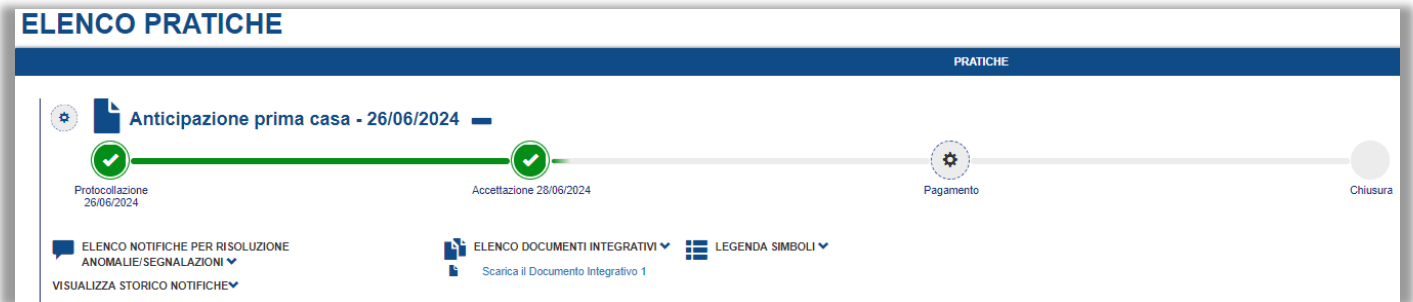 ELENCO PRATICHE
PRATICHE
Anticipazione prima casa - 26/06/2024
Protocollazione
26/06/2024
Accettazione 28/06/2024
Pagamento
Chiusura
ELENCO NOTIFICHE PER RISOLUZIONE
ANOMALIE/SEGNALAZIONI
VISUALIZZA STORICO NOTIFICHE
ELENCO DOCUMENTI INTEGRATIVI
Scarica il Documento Integrativo 1
LEGENDA SIMBOLI